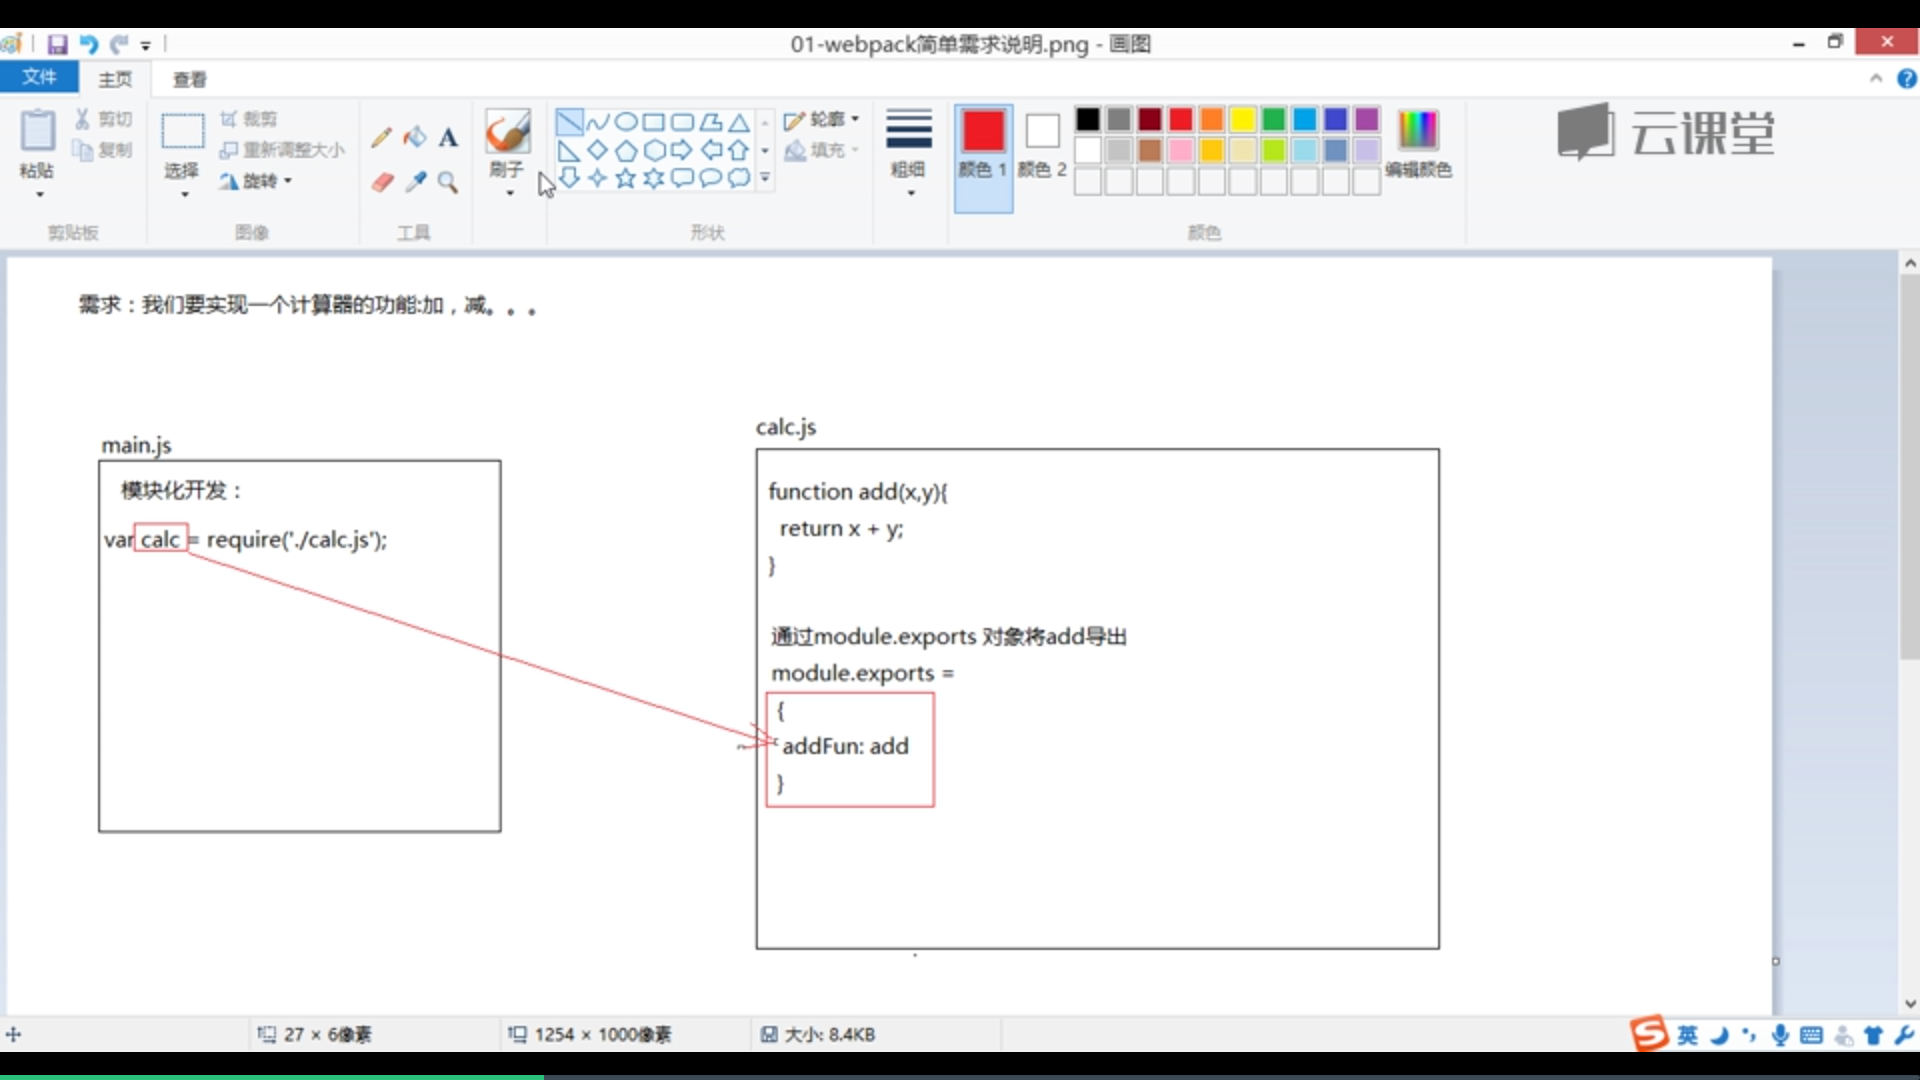 01-webpack简单需求说明.png - 画图
文件 主页 查看
粘贴 剪切 复制 剪贴板
选择 裁剪 重新调整大小 旋转 图像
A 工具
刷子
轮廓 填充 形状
粗细
颜色 1 颜色 2 编辑颜色 颜色
云课堂
需求：我们要实现一个计算器的功能:加，减。。。
main.js
模块化开发：
var calc = require('./calc.js');
calc.js
function add(x,y){
return x + y;
}
通过module.exports 对象将add导出
module.exports =
{
addFun: add
}
27 × 6像素 1254 × 1000像素 大小: 8.4KB
S 英